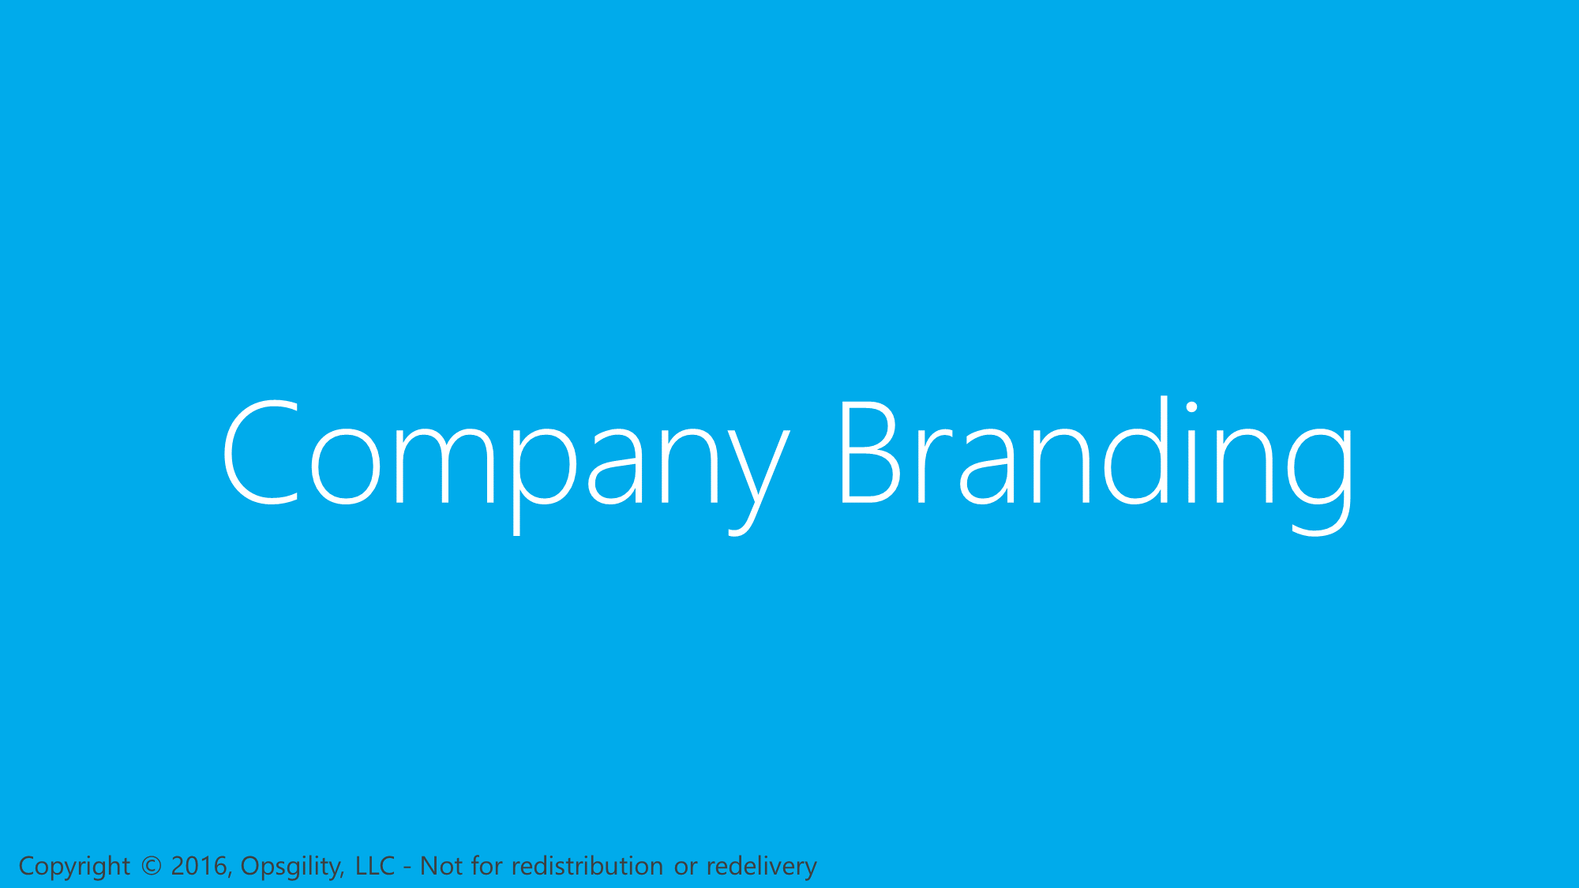 Company Branding
Copyright © 2016, Opsgility, LLC - Not for redistribution or redelivery